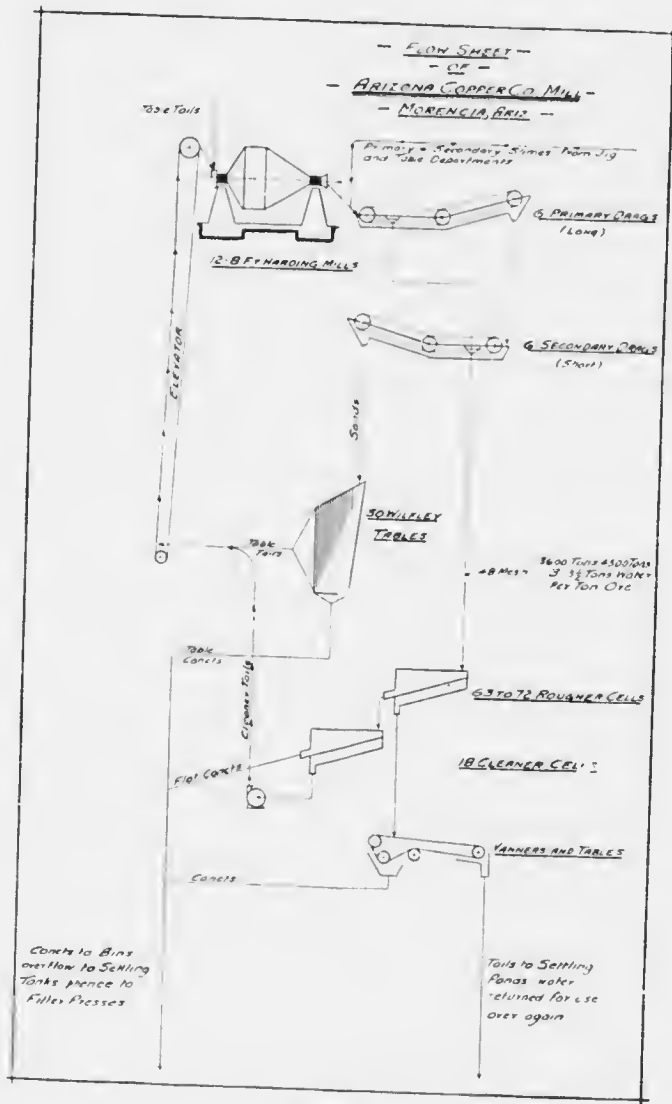 - FLOW SHEET -
- OF -
- ARIZONA COPPER CO. MILL -
- MORENCIA, ARIZ -
Table Tails
Primary & Secondary Slimes from Jig
and Table Departments
6 PRIMARY DRAGS
(LONG)
12-8 FT HARDING MILLS
6 SECONDARY DRAGS
(Short)
ELEVATOR
Sands
50 WILFLEY
TABLES
Table
Tails
48 Mesh
3600 Tons 4500 Tons
3 3½ Tons Water
Per Ton Ore
Table
Concts
Cleaner Tails
63 TO 72 ROUGHER CELLS
Flot Concts
18 CLEANER CELLS
VANNERS AND TABLES
Concts
Concts to Bins
overflow to Settling
Tanks thence to
Filter Presses
Tails to Settling
Ponds water
returned for use
over again